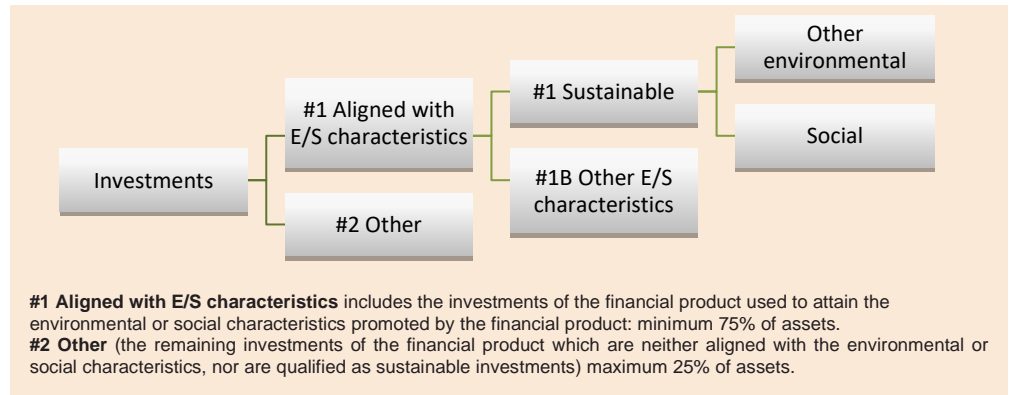 Other
environmental
#1 Aligned with
E/S characteristics
#1 Sustainable
Social
Investments
#1B Other E/S
characteristics
#2 Other
#1 Aligned with E/S characteristics includes the investments of the financial product used to attain the
environmental or social characteristics promoted by the financial product: minimum 75% of assets.
#2 Other (the remaining investments of the financial product which are neither aligned with the environmental or
social characteristics, nor are qualified as sustainable investments) maximum 25% of assets.